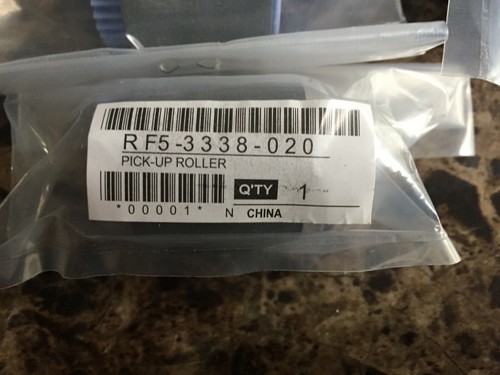 RF5-3338-020
PICK-UP ROLLER
Q'TY 1
*00001* N CHINA